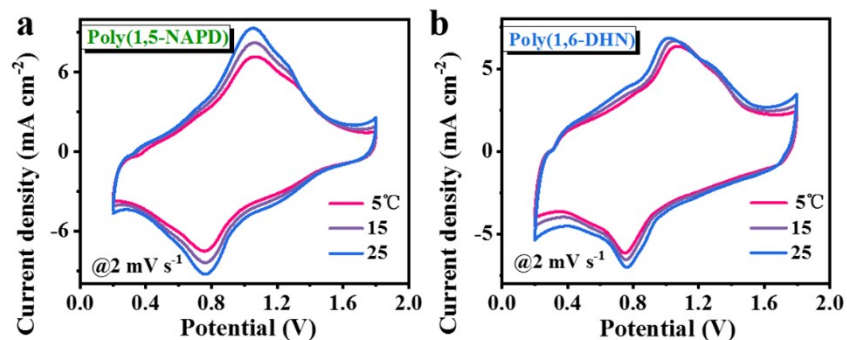 a
Poly(1,5-NAPD)
Current density (mA cm⁻²)
6
0
-6
5℃
15
25
@2 mV s⁻¹
0.0 0.4 0.8 1.2 1.6 2.0
Potential (V)
b
Poly(1,6-DHN)
Current density (mA cm⁻²)
5
0
-5
5℃
15
25
@2 mV s⁻¹
0.0 0.4 0.8 1.2 1.6 2.0
Potential (V)